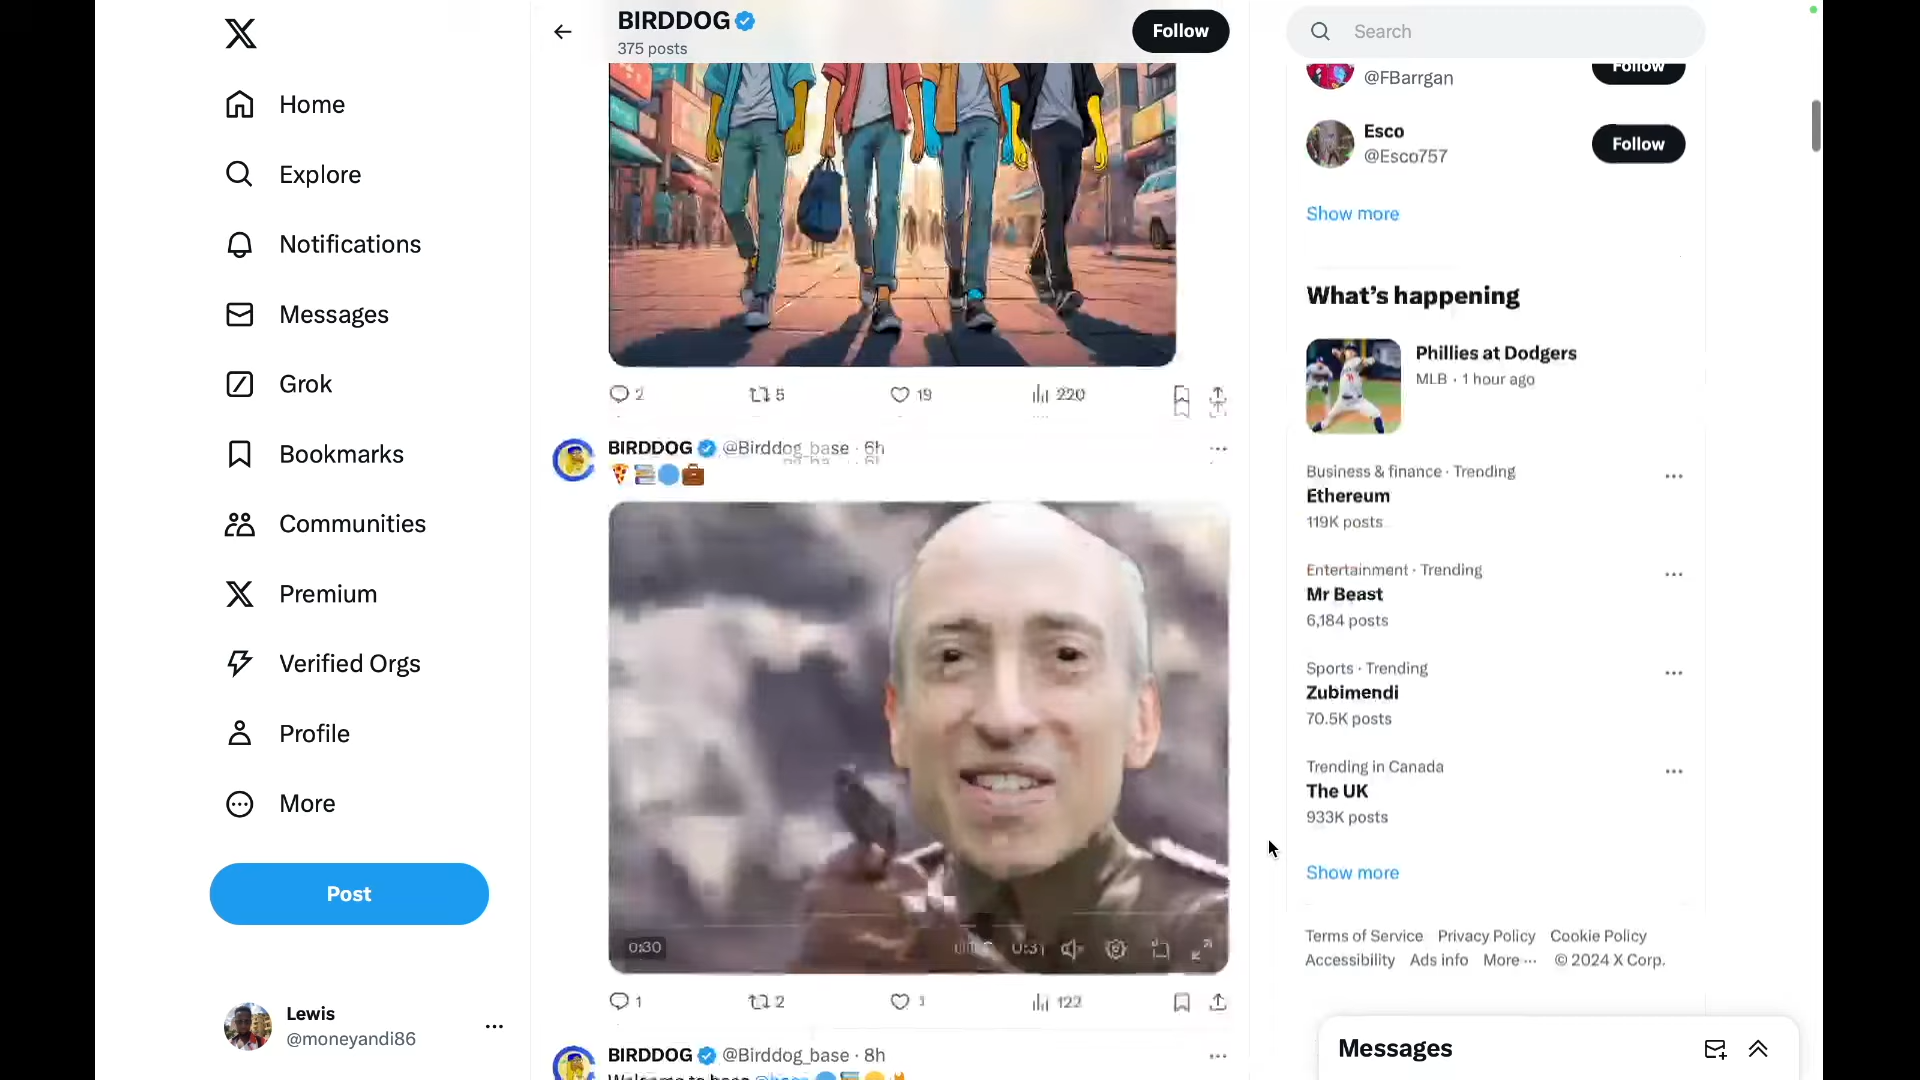 BIRDDOG
375 posts
Follow
Search
Home
Explore
Notifications
Messages
Grok
Bookmarks
Communities
Premium
Verified Orgs
Profile
More
Post
Lewis
@moneyandi86
2
5
19
220
BIRDDOG @Birddog_base · 6h
0:30
1
2
122
BIRDDOG @Birddog_base · 8h
@FBarrgan
Follow
Esco
@Esco757
Follow
Show more
What's happening
Phillies at Dodgers
MLB · 1 hour ago
Business & finance · Trending
Ethereum
119K posts
Entertainment · Trending
Mr Beast
6,184 posts
Sports · Trending
Zubimendi
70.5K posts
Trending in Canada
The UK
933K posts
Show more
Terms of Service Privacy Policy Cookie Policy
Accessibility Ads info More ··· © 2024 X Corp.
Messages